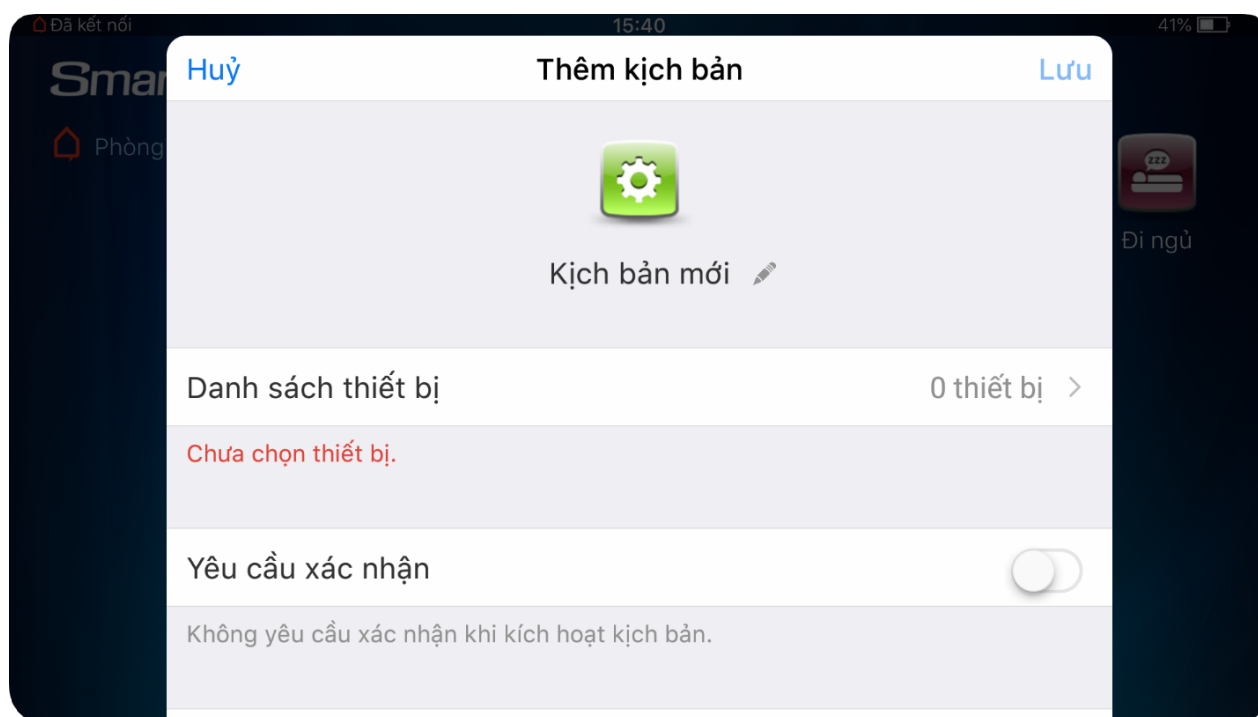 Đã kết nối
15:40
41%
Smar
Huỷ
Thêm kịch bản
Lưu
Phòng
zzz
Đi ngủ
Kịch bản mới
Danh sách thiết bị
0 thiết bị
Chưa chọn thiết bị.
Yêu cầu xác nhận
Không yêu cầu xác nhận khi kích hoạt kịch bản.